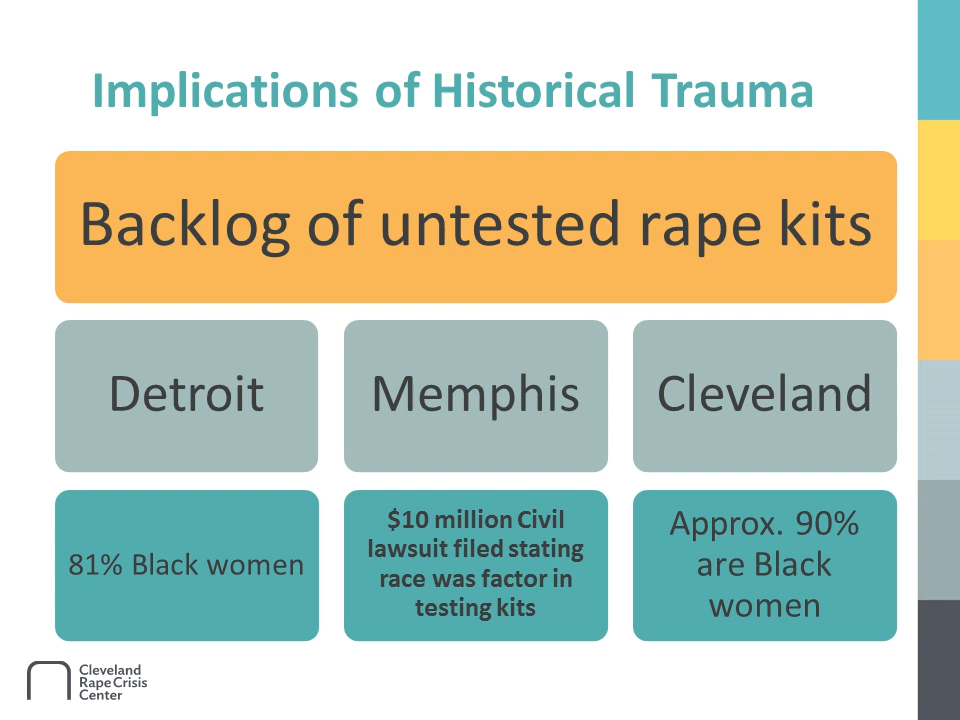 Implications of Historical Trauma
Backlog of untested rape kits
Detroit
Memphis
Cleveland
81% Black women
$10 million Civil
lawsuit filed stating
race was factor in
testing kits
Approx. 90%
are Black
women
Cleveland
Rape Crisis
Center